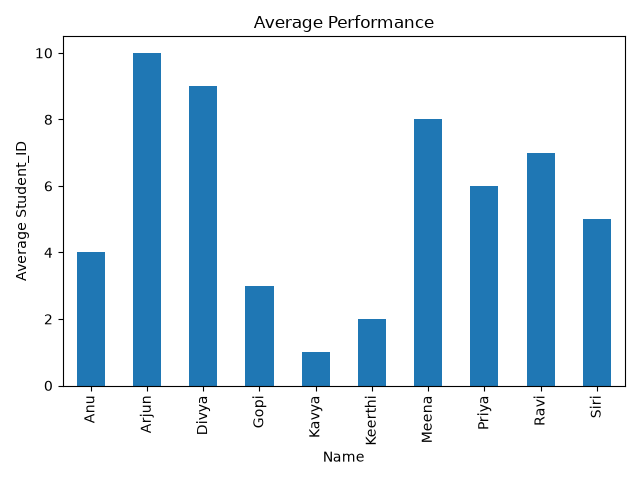 Average Performance
Average Student_ID
10
8
6
4
2
0
Anu
Arjun
Divya
Gopi
Kavya
Keerthi
Meena
Priya
Ravi
Siri
Name